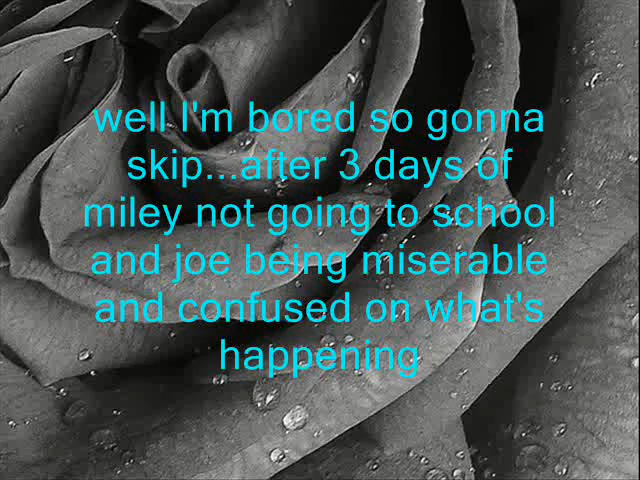 well I'm bored so gonna
skip...after 3 days of
miley not going to school
and joe being miserable
and confused on what's
happening